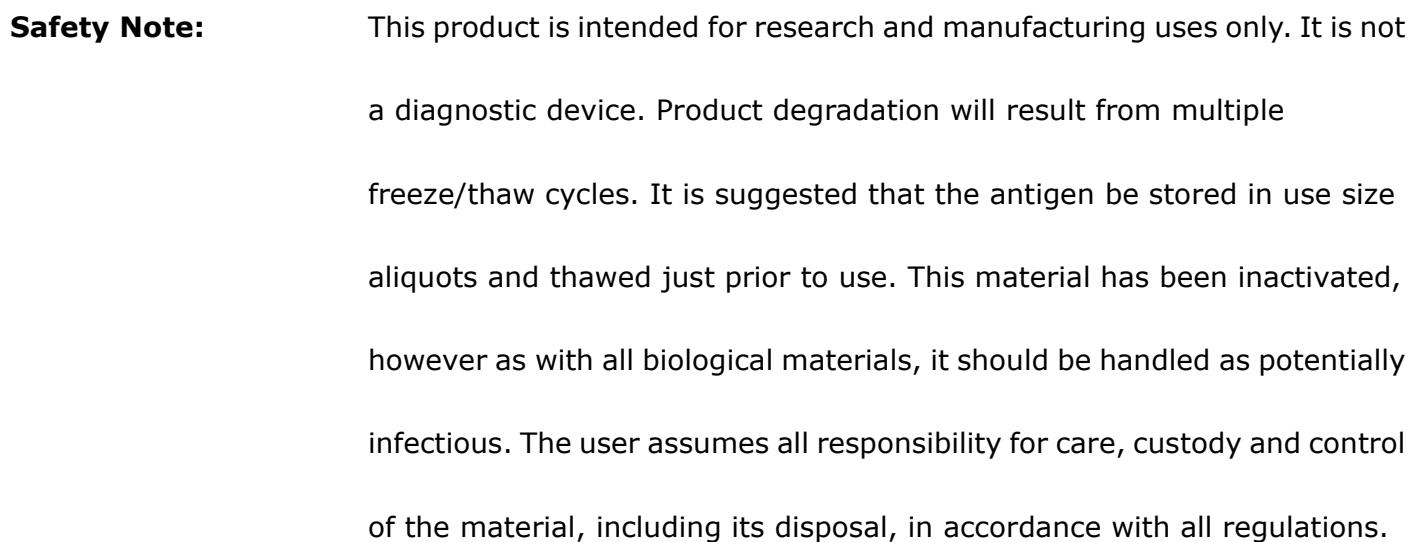 Safety Note: This product is intended for research and manufacturing uses only. It is not
a diagnostic device. Product degradation will result from multiple
freeze/thaw cycles. It is suggested that the antigen be stored in use size
aliquots and thawed just prior to use. This material has been inactivated,
however as with all biological materials, it should be handled as potentially
infectious. The user assumes all responsibility for care, custody and control
of the material, including its disposal, in accordance with all regulations.